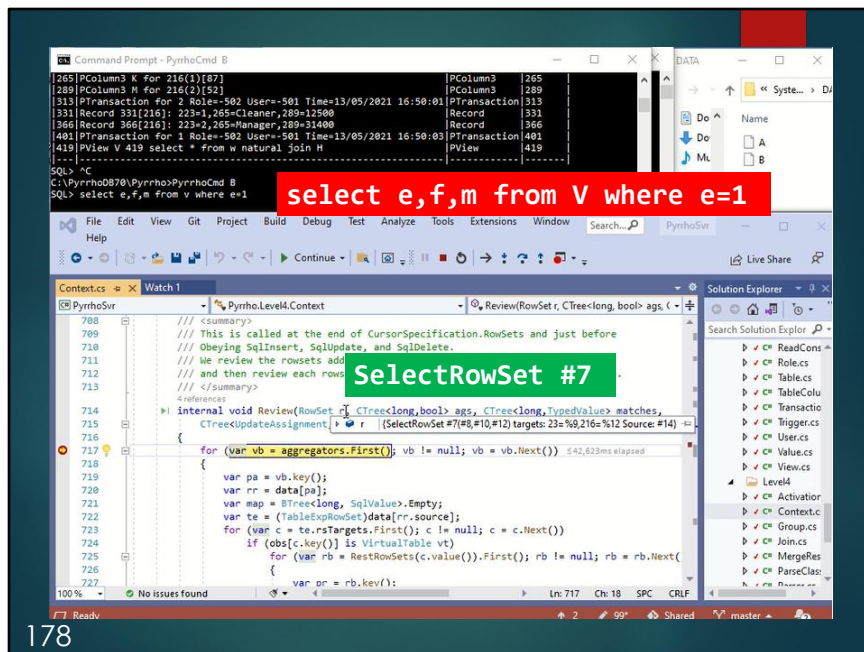 Command Prompt - PyrrhoCmd B
|265|PColumn3 K for 216(1)[87] |PColumn3 |265 |
|289|PColumn3 M for 216(2)[52] |PColumn3 |289 |
|313|PTransaction for 2 Role=-502 User=-501 Time=13/05/2021 16:50:01|PTransaction|313 |
|331|Record 331[216]: 223=1,265=Cleaner,289=12500 |Record |331 |
|366|Record 366[216]: 223=2,265=Manager,289=31400 |Record |366 |
|401|PTransaction for 1 Role=-502 User=-501 Time=13/05/2021 16:50:03|PTransaction|401 |
|419|PView V 419 select * from w natural join H |PView |419 |
SQL> ^C
C:\PyrrhoDB70\Pyrrho>PyrrhoCmd B
SQL> select e,f,m from v where e=1
DATA
« Syste... › DA
Do
Do
Mu
Name
A
B
select e,f,m from V where e=1
File Edit View Git Project Build Debug Test Analyze Tools Extensions Window Search... PyrrhoSvr
Help
Continue
Live Share
Context.cs Watch 1
PyrrhoSvr Pyrrho.Level4.Context Review(RowSet r, CTree<long, bool> ags, (
708 /// <summary>
709 /// This is called at the end of CursorSpecification.RowSets and just before
710 /// Obeying SqlInsert, SqlUpdate, and SqlDelete.
711 /// We review the rowsets add
712 /// and then review each rows
713 /// </summary>
SelectRowSet #7
4 references
714 internal void Review(RowSet r, CTree<long,bool> ags, CTree<long,TypedValue> matches,
715 CTree<UpdateAssignment, r {SelectRowSet #7(#8,#10,#12) targets: 23=%9,216=%12 Source: #14}
716 {
717 for (var vb = aggregators.First(); vb != null; vb = vb.Next()) ≤42,623ms elapsed
718 {
719 var pa = vb.key();
720 var rr = data[pa];
721 var map = BTree<long, SqlValue>.Empty;
722 var te = (TableExpRowSet)data[rr.source];
723 for (var c = te.rsTargets.First(); c != null; c = c.Next())
724 if (obs[c.key()] is VirtualTable vt)
725 for (var rb = RestRowSets(c.value()).First(); rb != null; rb = rb.Next(
726 {
727 var pr = rb.key();
100 % No issues found Ln: 717 Ch: 18 SPC CRLF
Solution Explorer
Search Solution Explor
C# ReadCons
C# Role.cs
C# Table.cs
C# TableColu
C# Transactio
C# Trigger.cs
C# User.cs
C# Value.cs
C# View.cs
Level4
C# Activation
C# Context.c
C# Group.cs
C# Join.cs
C# MergeRes
C# ParseClas
Ready 2 99+ Shared master
178